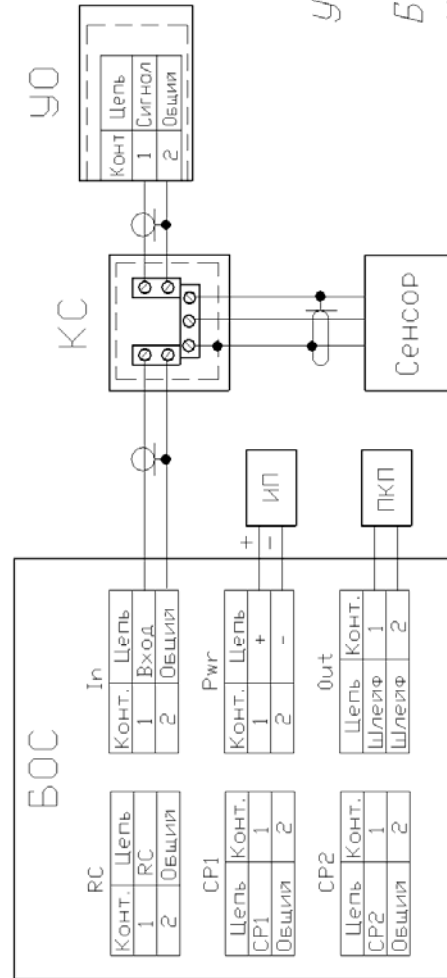 БОС
RC
Конт. Цепь
1 RC
2 Общий
In
Конт. Цепь
1 Вход
2 Общий
CP1
Цепь Конт.
CP1 1
Общий 2
Pwr
Конт. Цепь
1 +
2 -
CP2
Цепь Конт.
CP2 1
Общий 2
Out
Цепь Конт.
Шлейф 1
Шлейф 2
+
-
ИП
ПКП
КС
Сенсор
УО
Конт Цепь
1 Сигнал
2 Общий
У
Б